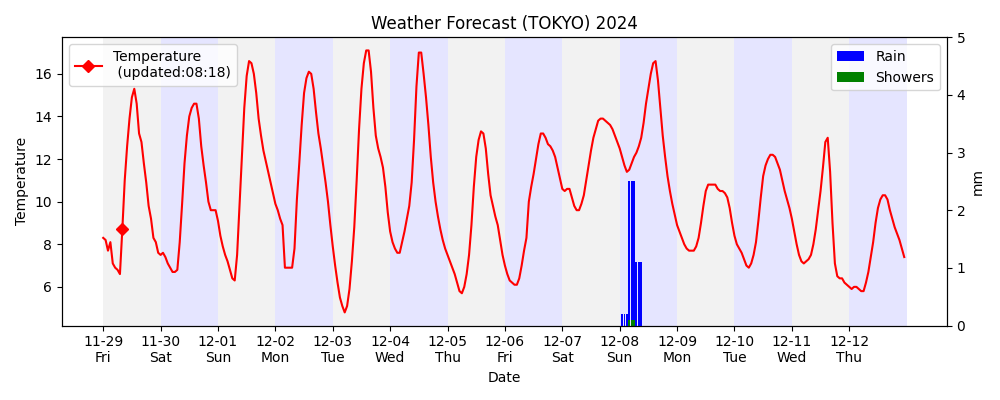 Weather Forecast (TOKYO) 2024
Temperature
(updated:08:18)
Rain
Showers
Temperature
16
14
12
10
8
6
5
4
3
2
1
0
mm
11-29 11-30 12-01 12-02 12-03 12-04 12-05 12-06 12-07 12-08 12-09 12-10 12-11 12-12
Fri Sat Sun Mon Tue Wed Thu Fri Sat Sun Mon Tue Wed Thu
Date